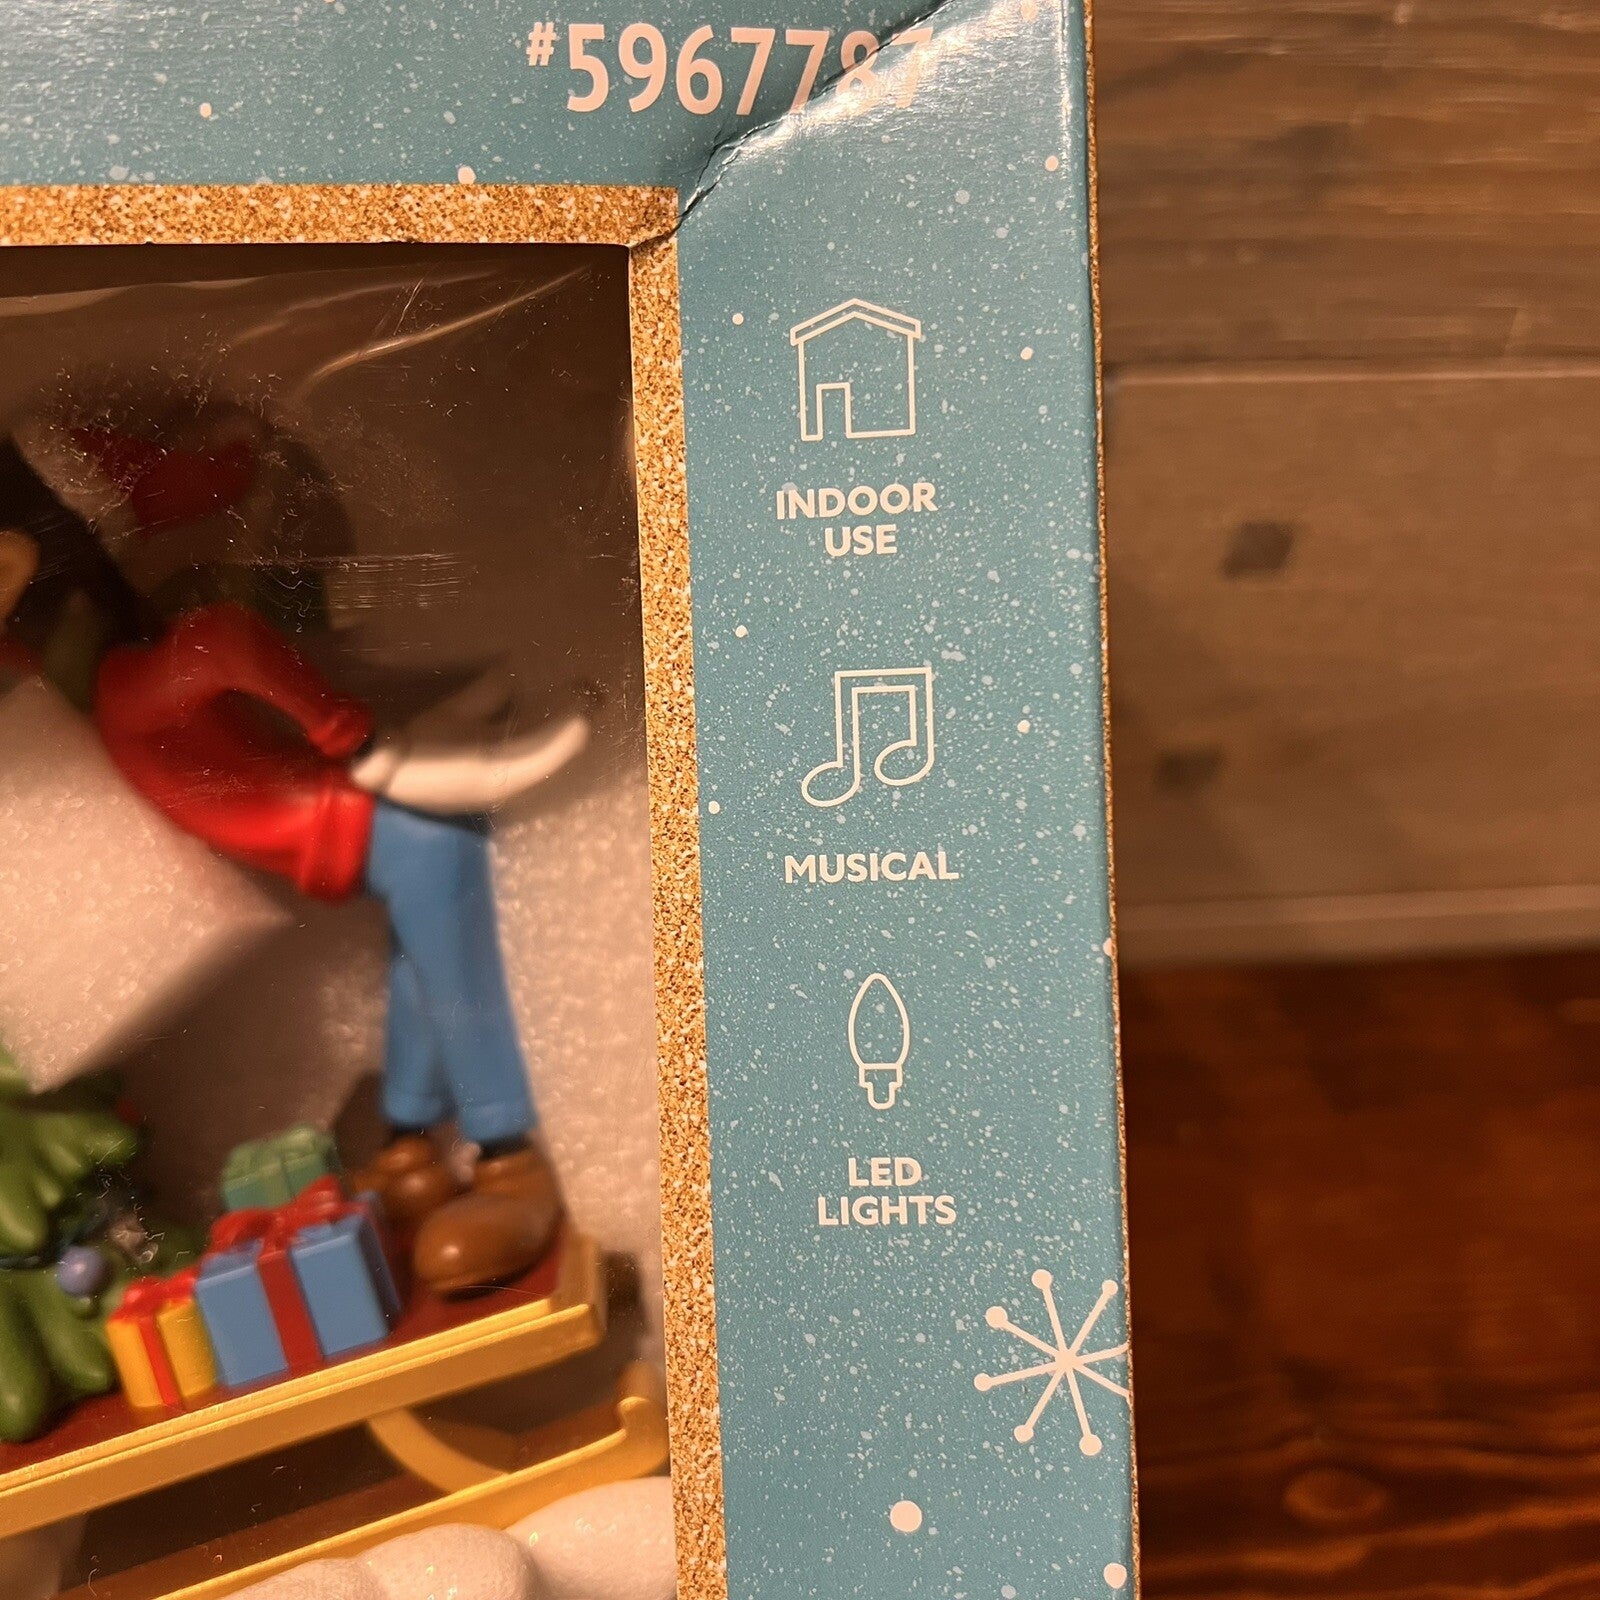 #5967787
INDOOR
USE
MUSICAL
LED
LIGHTS